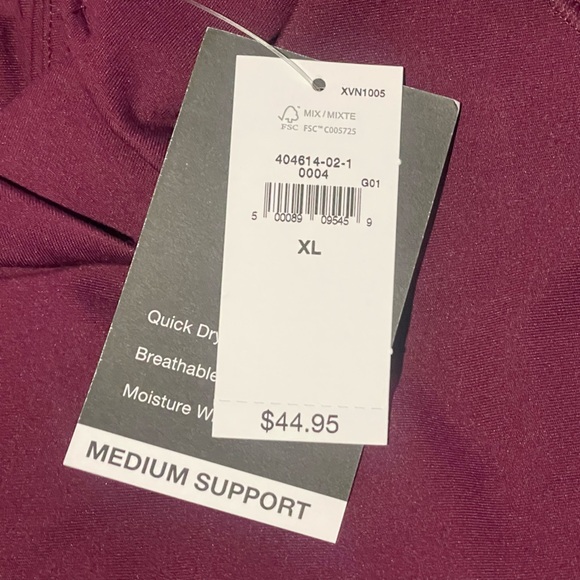 XVN1005
MIX / MIXTE
FSC FSC™ C005725
404614-02-1
0004
G01
5 00089 09545 9
XL
Quick Dry
Breathable
Moisture
$44.95
MEDIUM SUPPORT